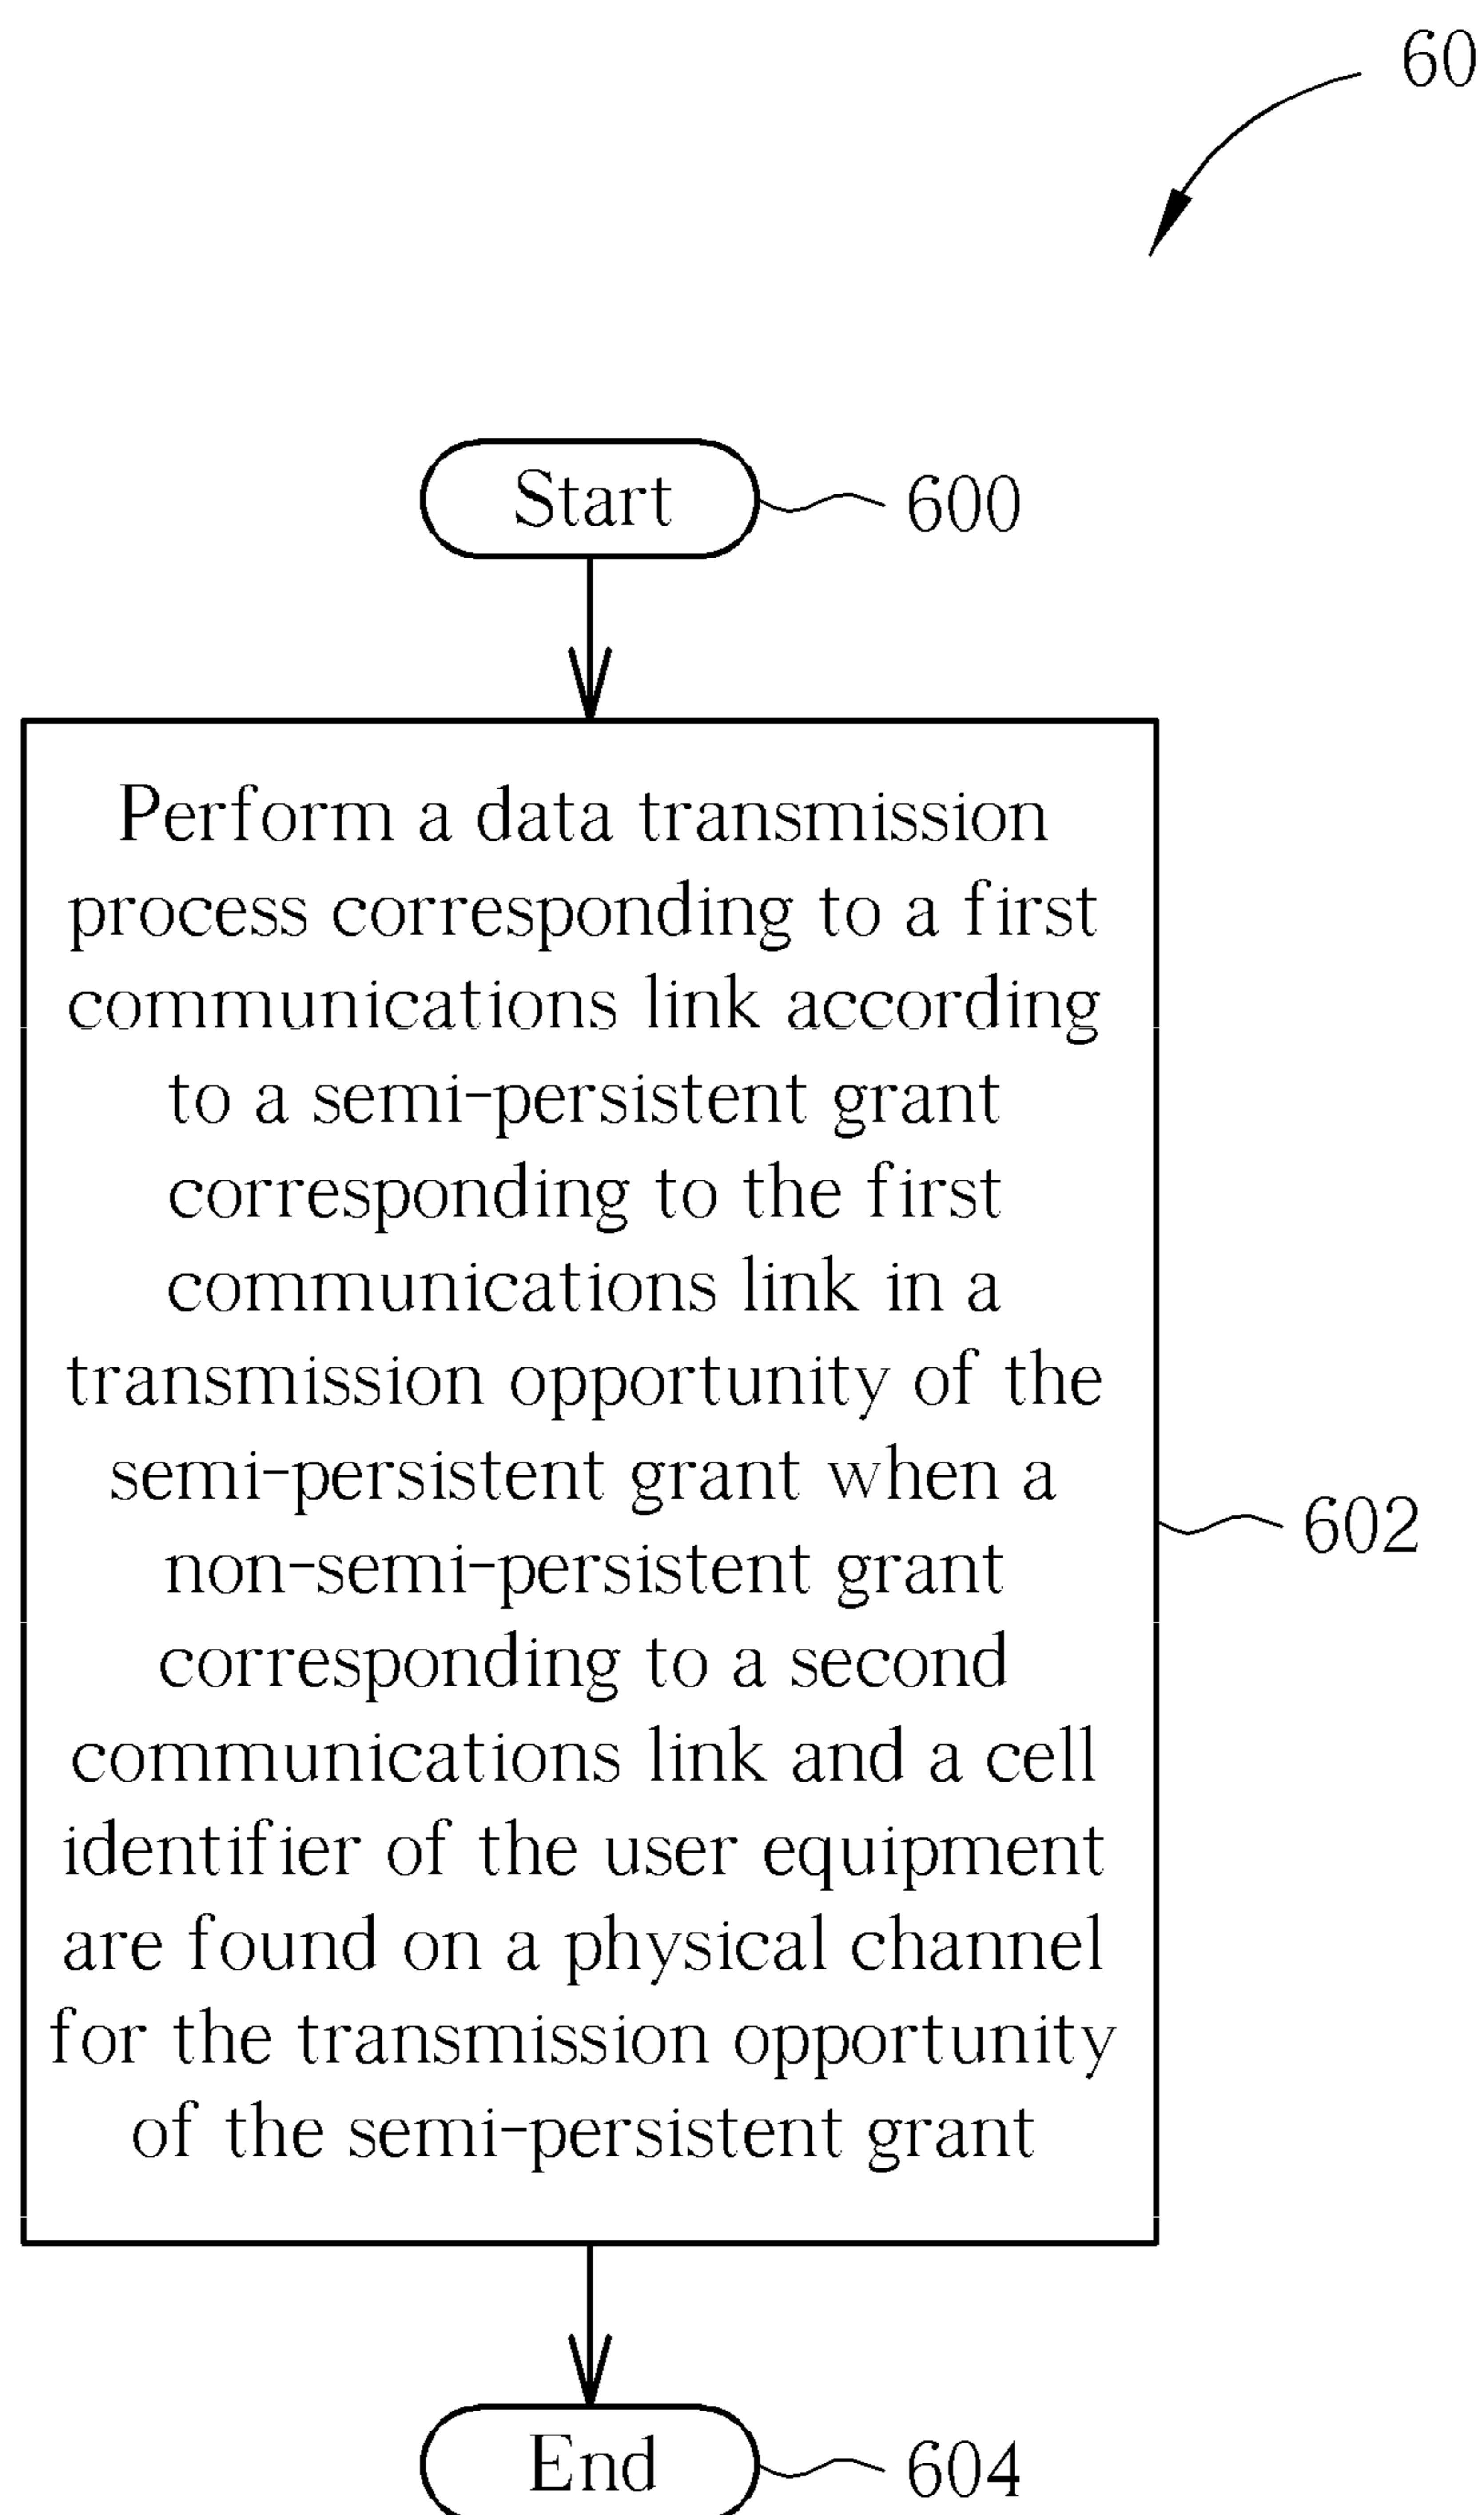 60
Start
600
Perform a data transmission
process corresponding to a first
communications link according
to a semi-persistent grant
corresponding to the first
communications link in a
transmission opportunity of the
semi-persistent grant when a
non-semi-persistent grant
corresponding to a second
communications link and a cell
identifier of the user equipment
are found on a physical channel
for the transmission opportunity
of the semi-persistent grant
602
End
604